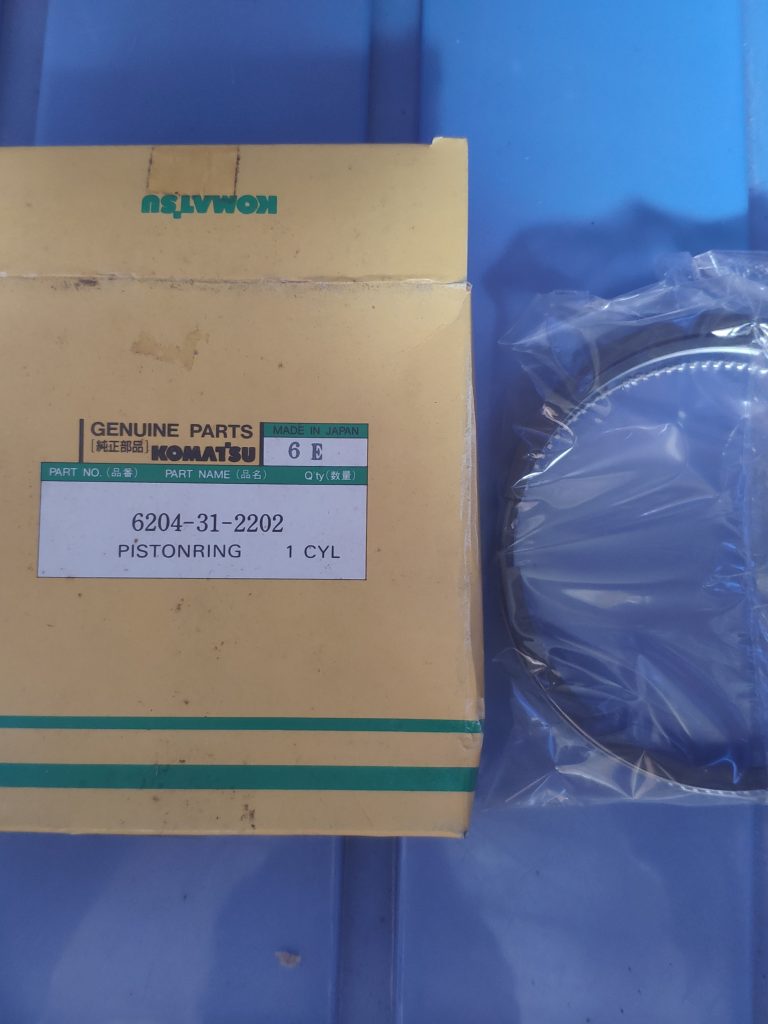 KOMATSU
GENUINE PARTS
[純正部品] KOMATSU
MADE IN JAPAN
6 E
PART NO. (品番) PART NAME (品名) Q'ty (数量)
6204-31-2202
PISTONRING 1 CYL